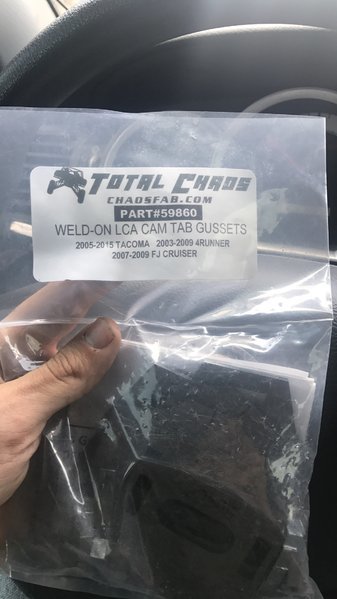 TOTAL CHAOS
CHAOSFAB.COM
PART#59860
WELD-ON LCA CAM TAB GUSSETS
2005-2015 TACOMA 2003-2009 4RUNNER
2007-2009 FJ CRUISER